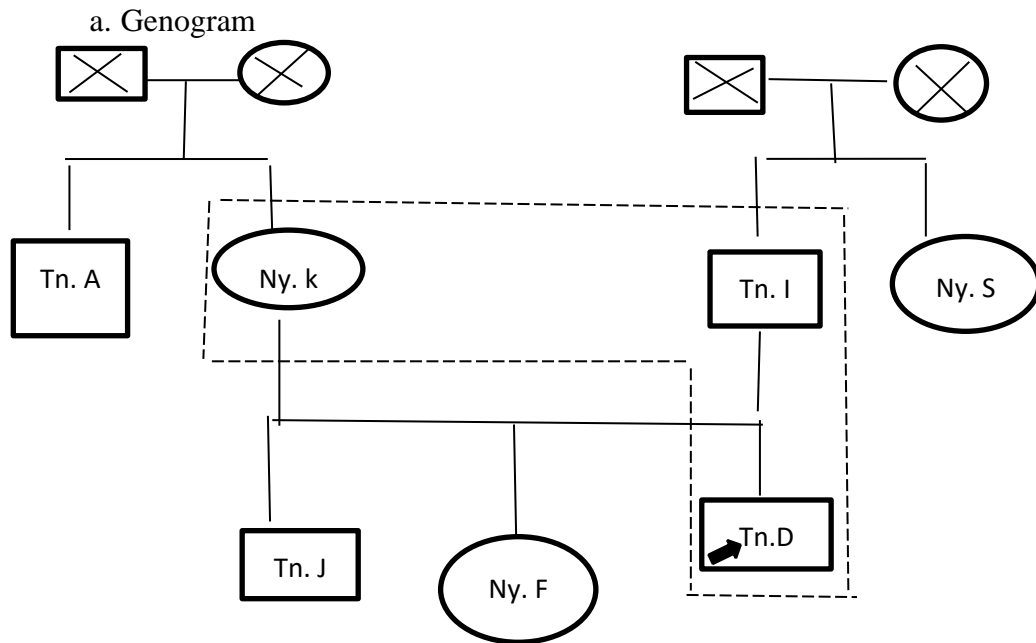 a. Genogram
Tn. A
Ny. k
Tn. I
Ny. S
Tn. J
Ny. F
Tn.D